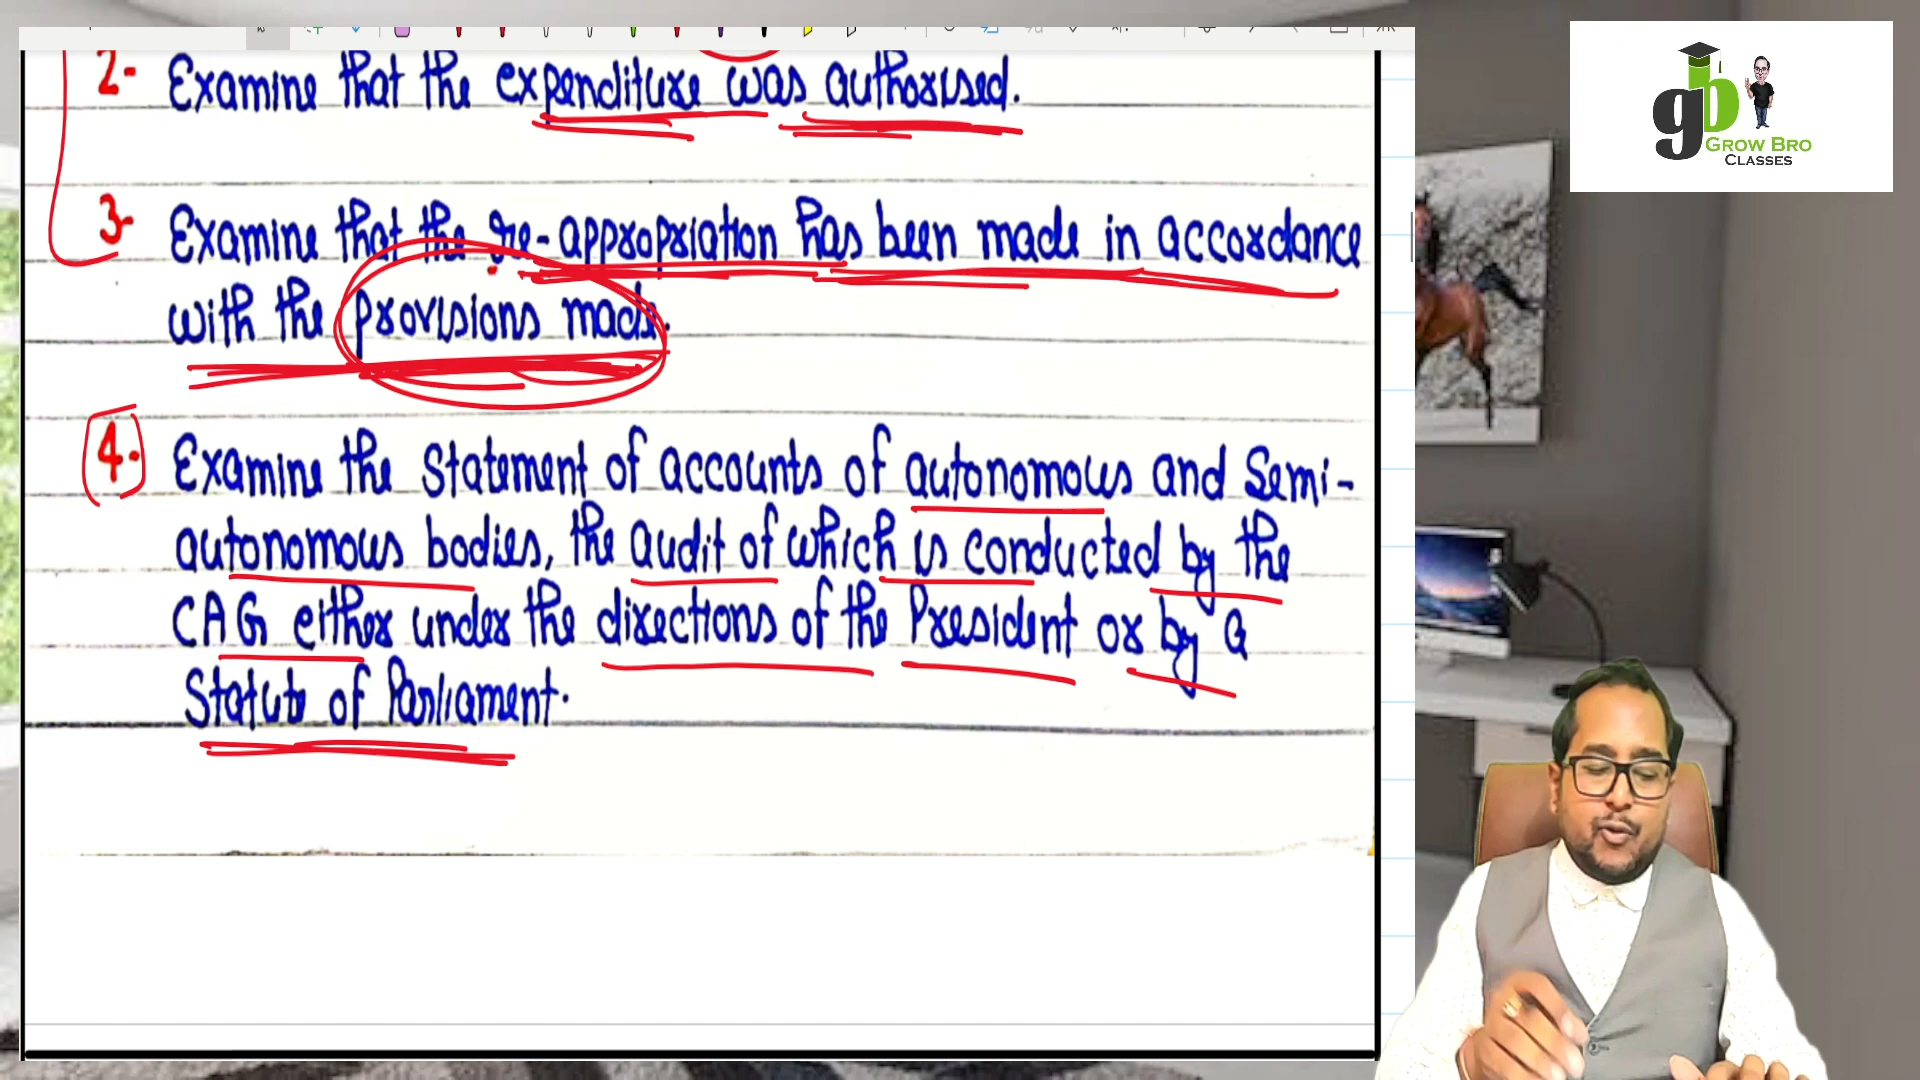 2- Examine that the expenditure was authorised.
3- Examine that the re-appropriation has been made in accordance
with the provisions made.
4- Examine the Statement of accounts of autonomous and Semi-
autonomous bodies, the audit of which is conducted by the
CAG either under the directions of the President or by a
Statute of Parliament.
gb
GROW BRO
CLASSES